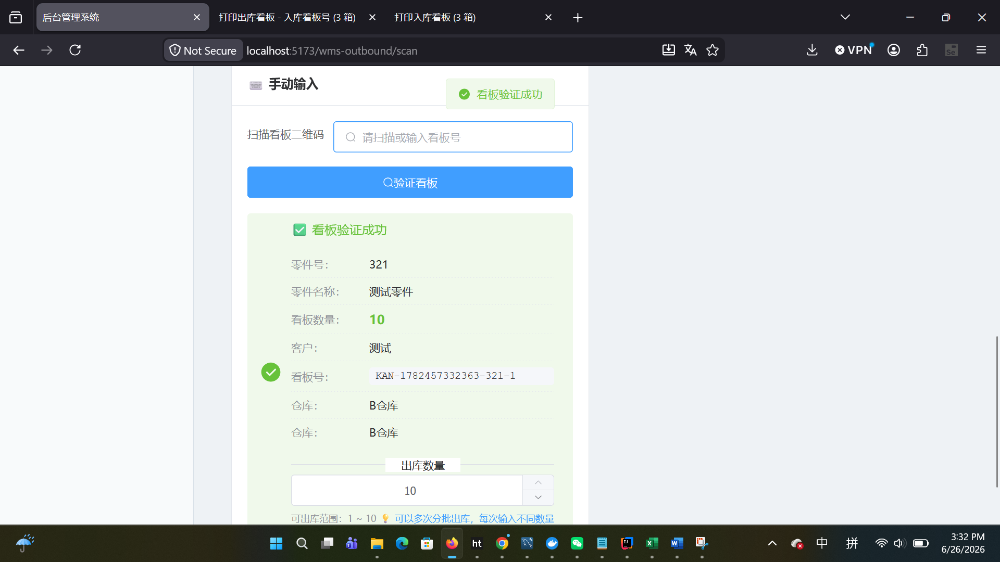 后台管理系统
打印出库看板 - 入库看板号 (3 箱)
打印入库看板 (3 箱)
Not Secure
localhost:5173/wms-outbound/scan
VPN
Se
手动输入
看板验证成功
扫描看板二维码
请扫描或输入看板号
验证看板
看板验证成功
零件号: 321
零件名称: 测试零件
看板数量: 10
客户: 测试
看板号: KAN-1782457332363-321-1
仓库: B仓库
仓库: B仓库
出库数量
10
可出库范围: 1 ~ 10 💡 可以多次分批出库，每次输入不同数量
ht
中
拼
3:32 PM
6/26/2026